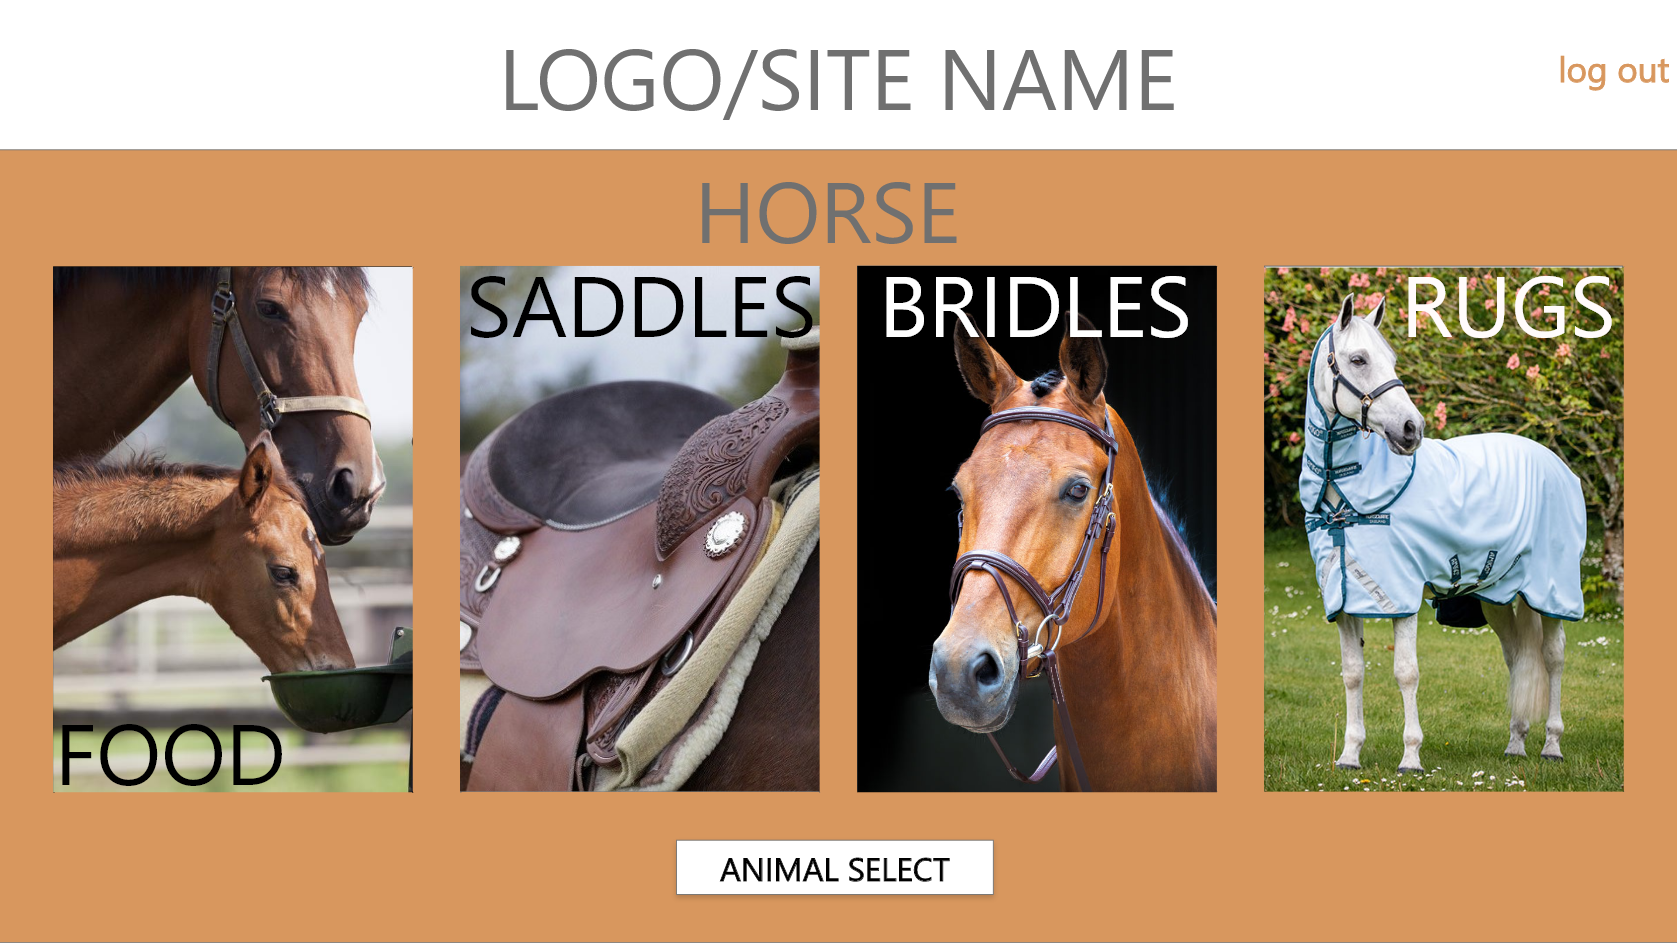 LOGO/SITE NAME
log out
HORSE
SADDLES
BRIDLES
RUGS
FOOD
ANIMAL SELECT